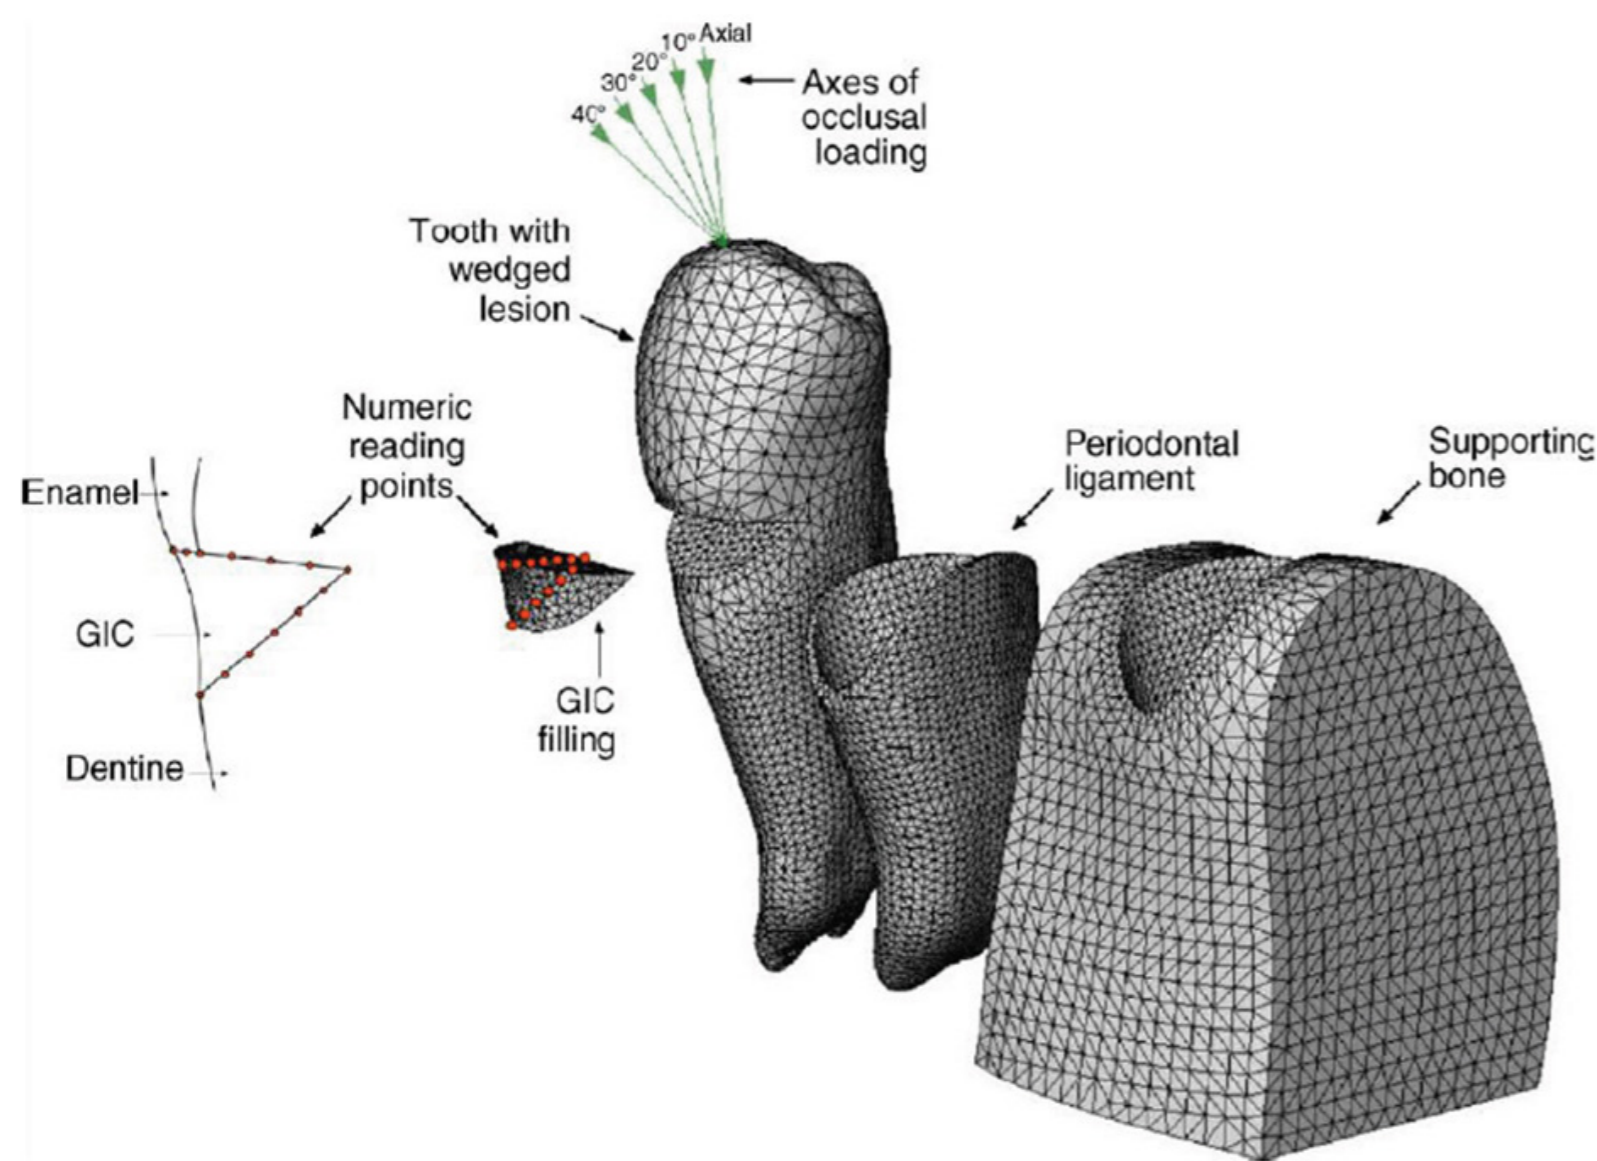 10° Axial
20°
30°
40°
Axes of
occlusal
loading
Tooth with
wedged
lesion
Numeric
reading
points
Enamel
GIC
Dentine
GIC
filling
Periodontal
ligament
Supporting
bone